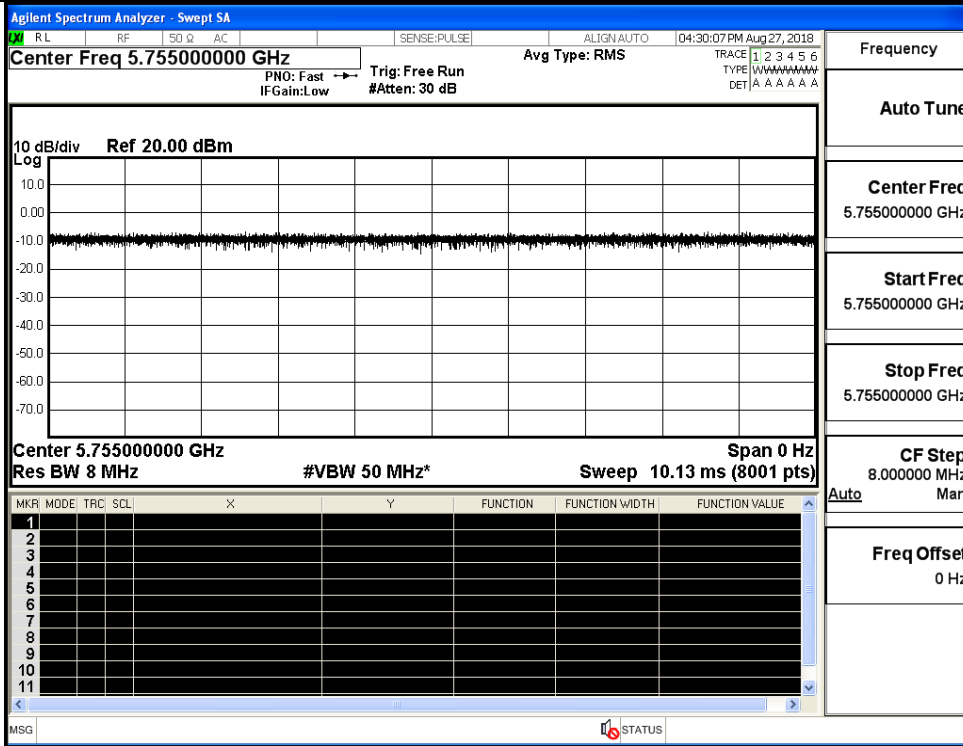 Agilent Spectrum Analyzer - Swept SA
LXI RL RF 50 Ω AC SENSE:PULSE ALIGN AUTO 04:30:07 PM Aug 27, 2018
Center Freq 5.755000000 GHz
PNO: Fast
IFGain:Low
Trig: Free Run
#Atten: 30 dB
Avg Type: RMS
TRACE 1 2 3 4 5 6
TYPE WWWWWW
DET A A A A A A
10 dB/div Ref 20.00 dBm
Log
10.0
0.00
-10.0
-20.0
-30.0
-40.0
-50.0
-60.0
-70.0
Center 5.755000000 GHz Span 0 Hz
Res BW 8 MHz #VBW 50 MHz* Sweep 10.13 ms (8001 pts)
MKR MODE TRC SCL X Y FUNCTION FUNCTION WIDTH FUNCTION VALUE
1
2
3
4
5
6
7
8
9
10
11
MSG STATUS
Frequency
Auto Tune
Center Freq
5.755000000 GHz
Start Freq
5.755000000 GHz
Stop Freq
5.755000000 GHz
CF Step
8.000000 MHz
Auto Man
Freq Offset
0 Hz